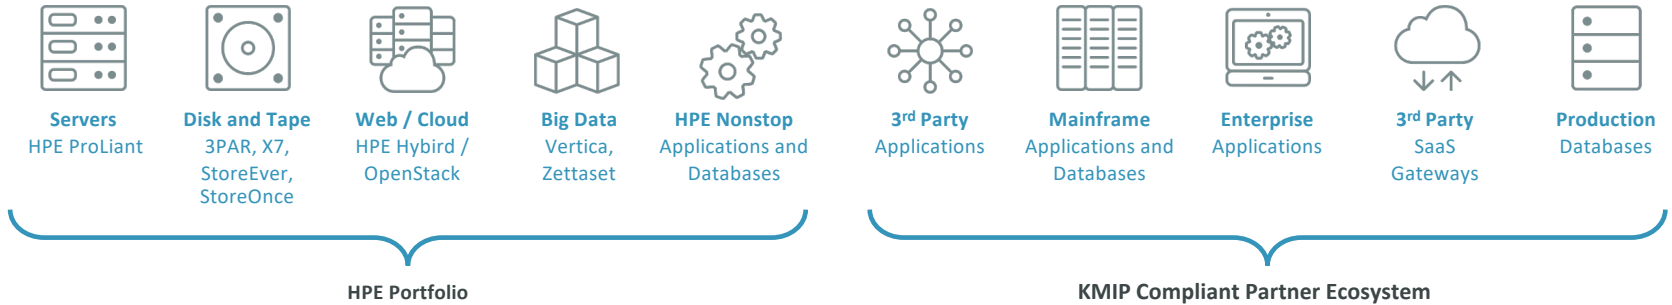 Servers
HPE ProLiant
Disk and Tape
3PAR, X7,
StoreEver,
StoreOnce
Web / Cloud
HPE Hybird /
OpenStack
Big Data
Vertica,
Zettaset
HPE Nonstop
Applications and
Databases
3rd Party
Applications
Mainframe
Applications and
Databases
Enterprise
Applications
3rd Party
SaaS
Gateways
Production
Databases
HPE Portfolio
KMIP Compliant Partner Ecosystem